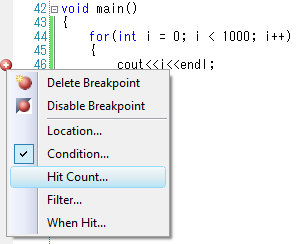 42 void main()
43 {
44 for(int i = 0; i < 1000; i++)
45 {
46 cout<<i<<endl;
Delete Breakpoint
Disable Breakpoint
Location...
Condition...
Hit Count...
Filter...
When Hit...